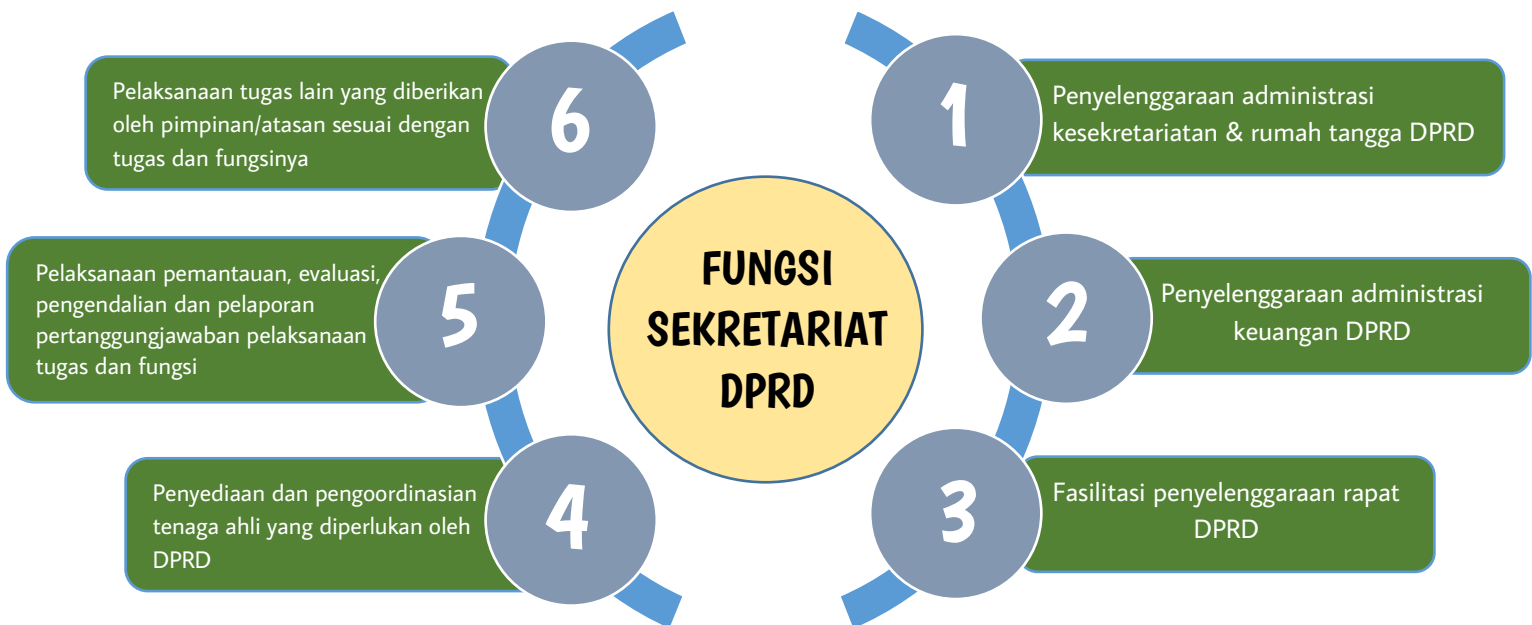 FUNGSI
SEKRETARIAT
DPRD
1
Penyelenggaraan administrasi
kesekretariatan & rumah tangga DPRD
2
Penyelenggaraan administrasi
keuangan DPRD
3
Fasilitasi penyelenggaraan rapat
DPRD
4
Penyediaan dan pengoordinasian
tenaga ahli yang diperlukan oleh
DPRD
5
Pelaksanaan pemantauan, evaluasi,
pengendalian dan pelaporan
pertanggungjawaban pelaksanaan
tugas dan fungsi
6
Pelaksanaan tugas lain yang diberikan
oleh pimpinan/atasan sesuai dengan
tugas dan fungsinya